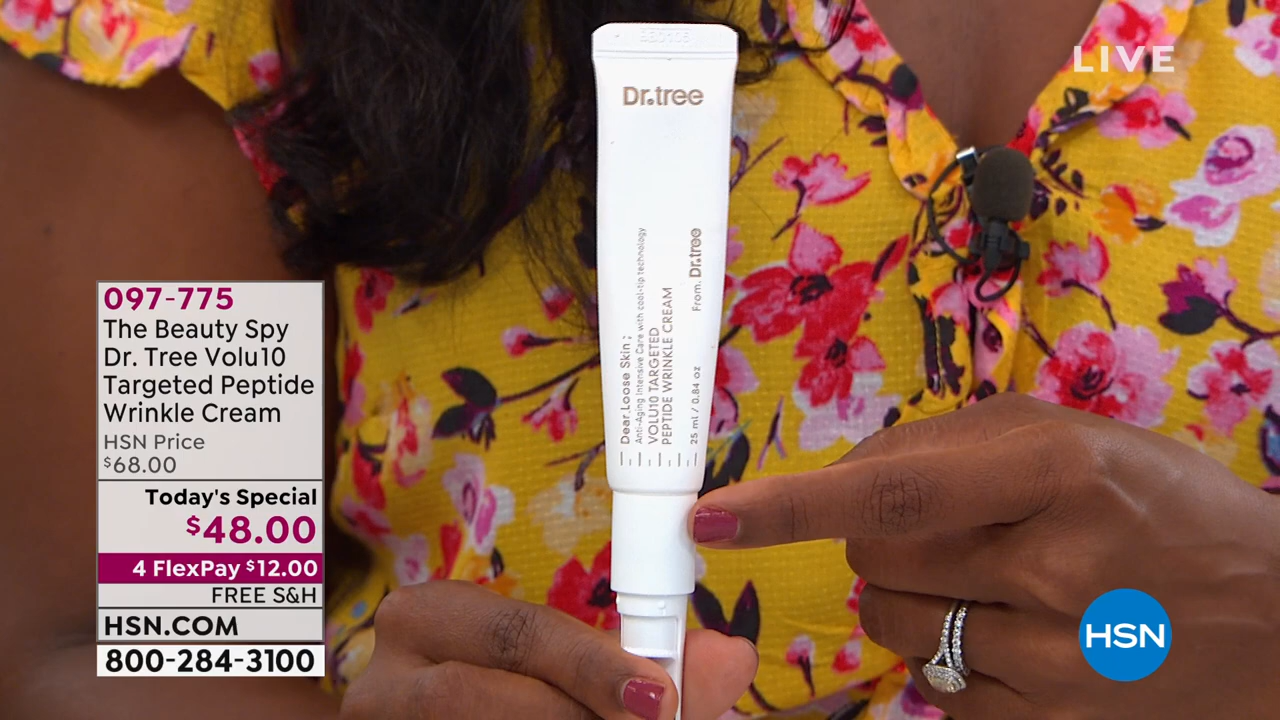 LIVE
Dr.tree
Dear.Loose Skin ;
Anti-Aging Intensive Care with cool-tip technology
VOLU10 TARGETED
PEPTIDE WRINKLE CREAM
25 ml / 0.84 oz
From. Dr.tree
097-775
The Beauty Spy
Dr. Tree Volu10
Targeted Peptide
Wrinkle Cream
HSN Price
$68.00
Today's Special
$48.00
4 FlexPay $12.00
FREE S&H
HSN.COM
800-284-3100
HSN